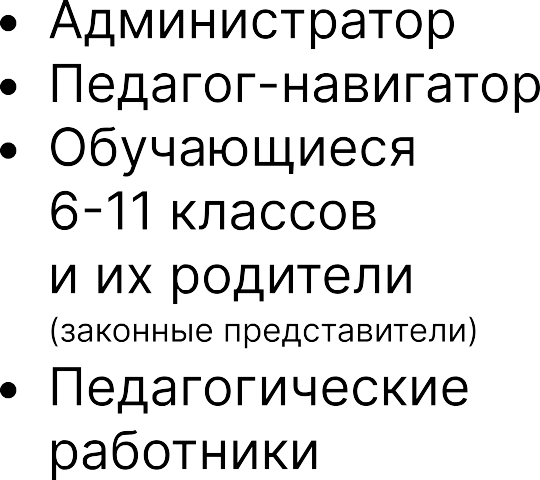 • Администратор
• Педагог-навигатор
• Обучающиеся
6-11 классов
и их родители
(законные представители)
• Педагогические
работники